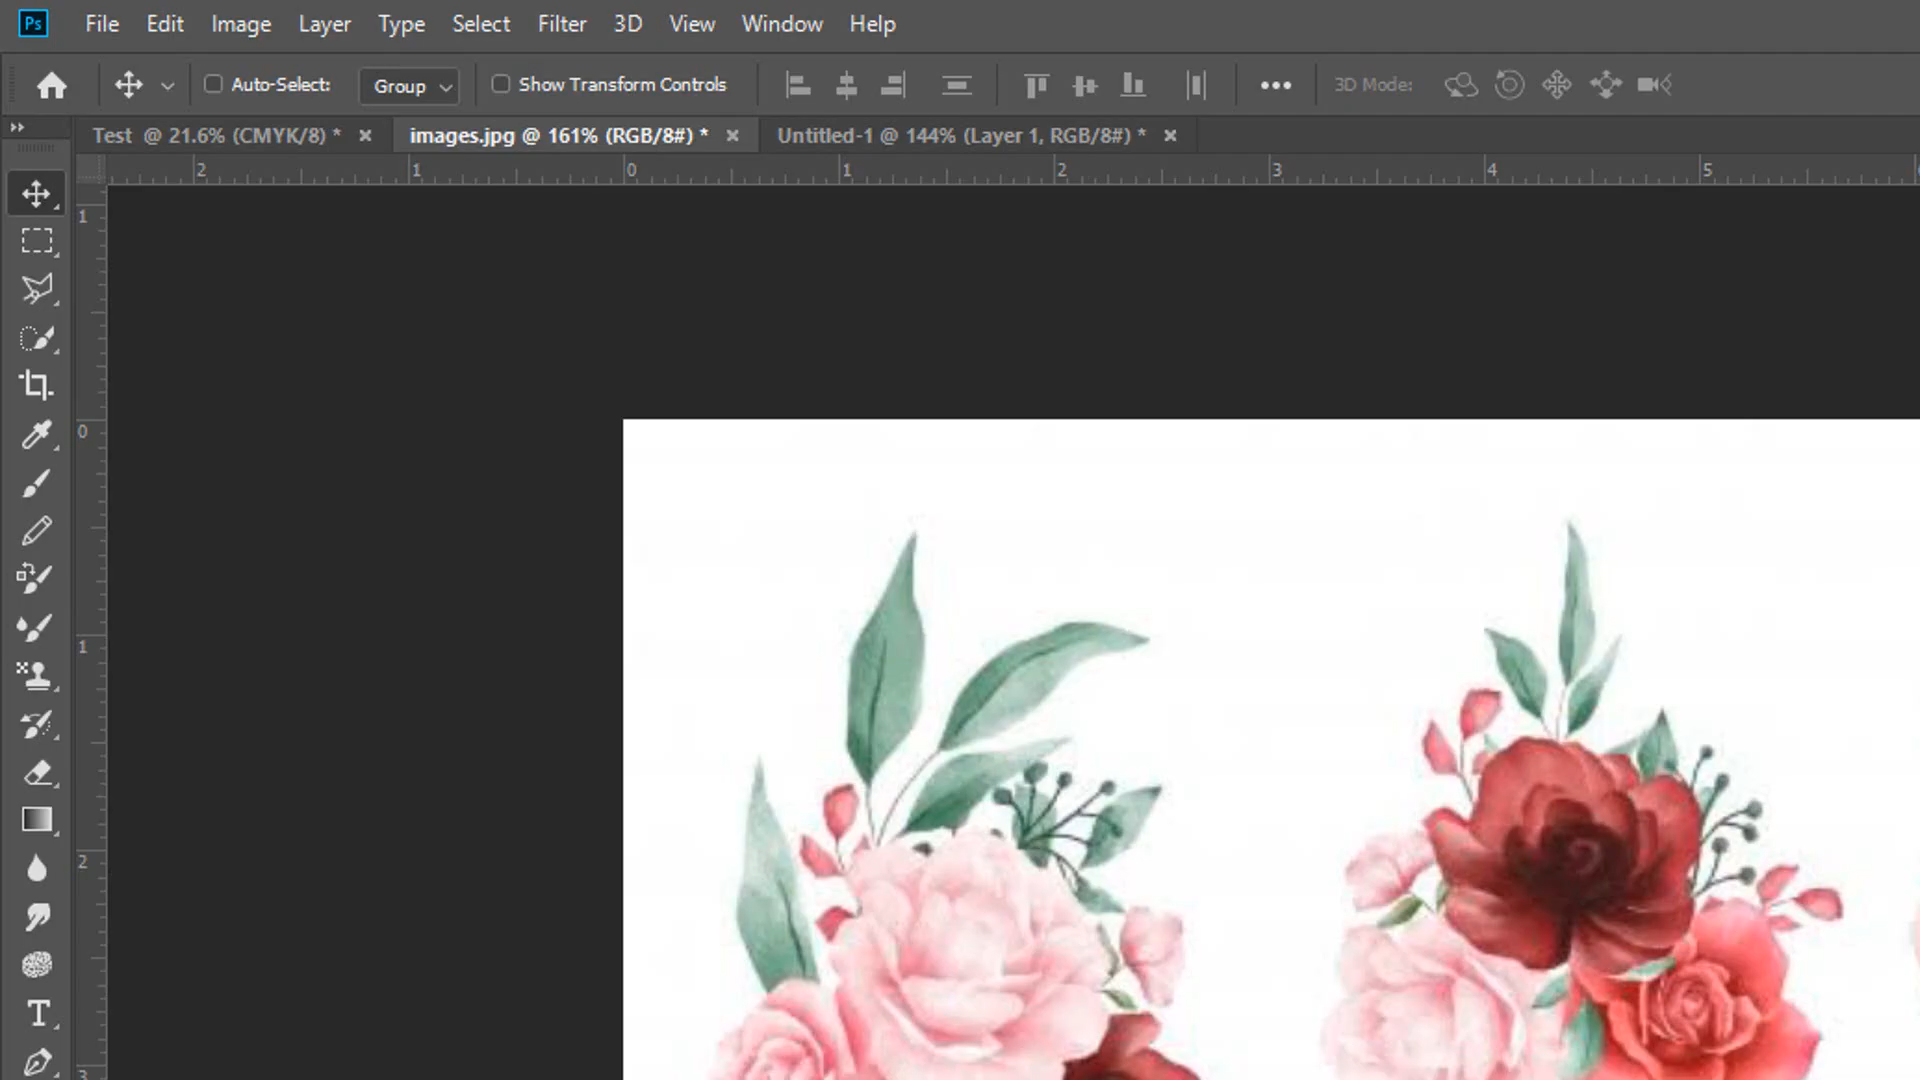 Ps File Edit Image Layer Type Select Filter 3D View Window Help
Auto-Select: Group Show Transform Controls 3D Mode:
Test @ 21.6% (CMYK/8) * images.jpg @ 161% (RGB/8#) * Untitled-1 @ 144% (Layer 1, RGB/8#) *
2 1 0 1 2 3 4 5
1
0
1
2
3